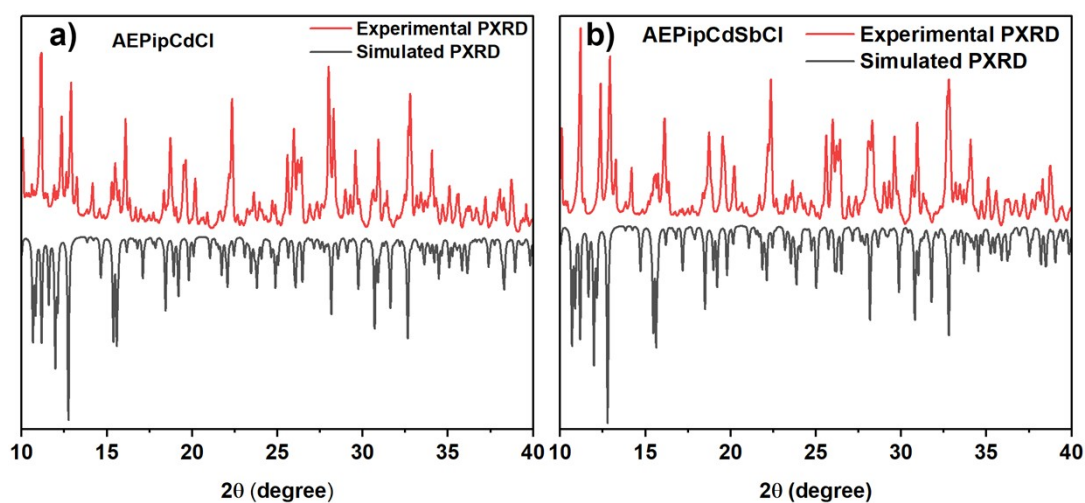 a)
AEPipCdCl
Experimental PXRD
Simulated PXRD
10 15 20 25 30 35 40
2θ (degree)
b)
AEPipCdSbCl
Experimental PXRD
Simulated PXRD
10 15 20 25 30 35 40
2θ (degree)